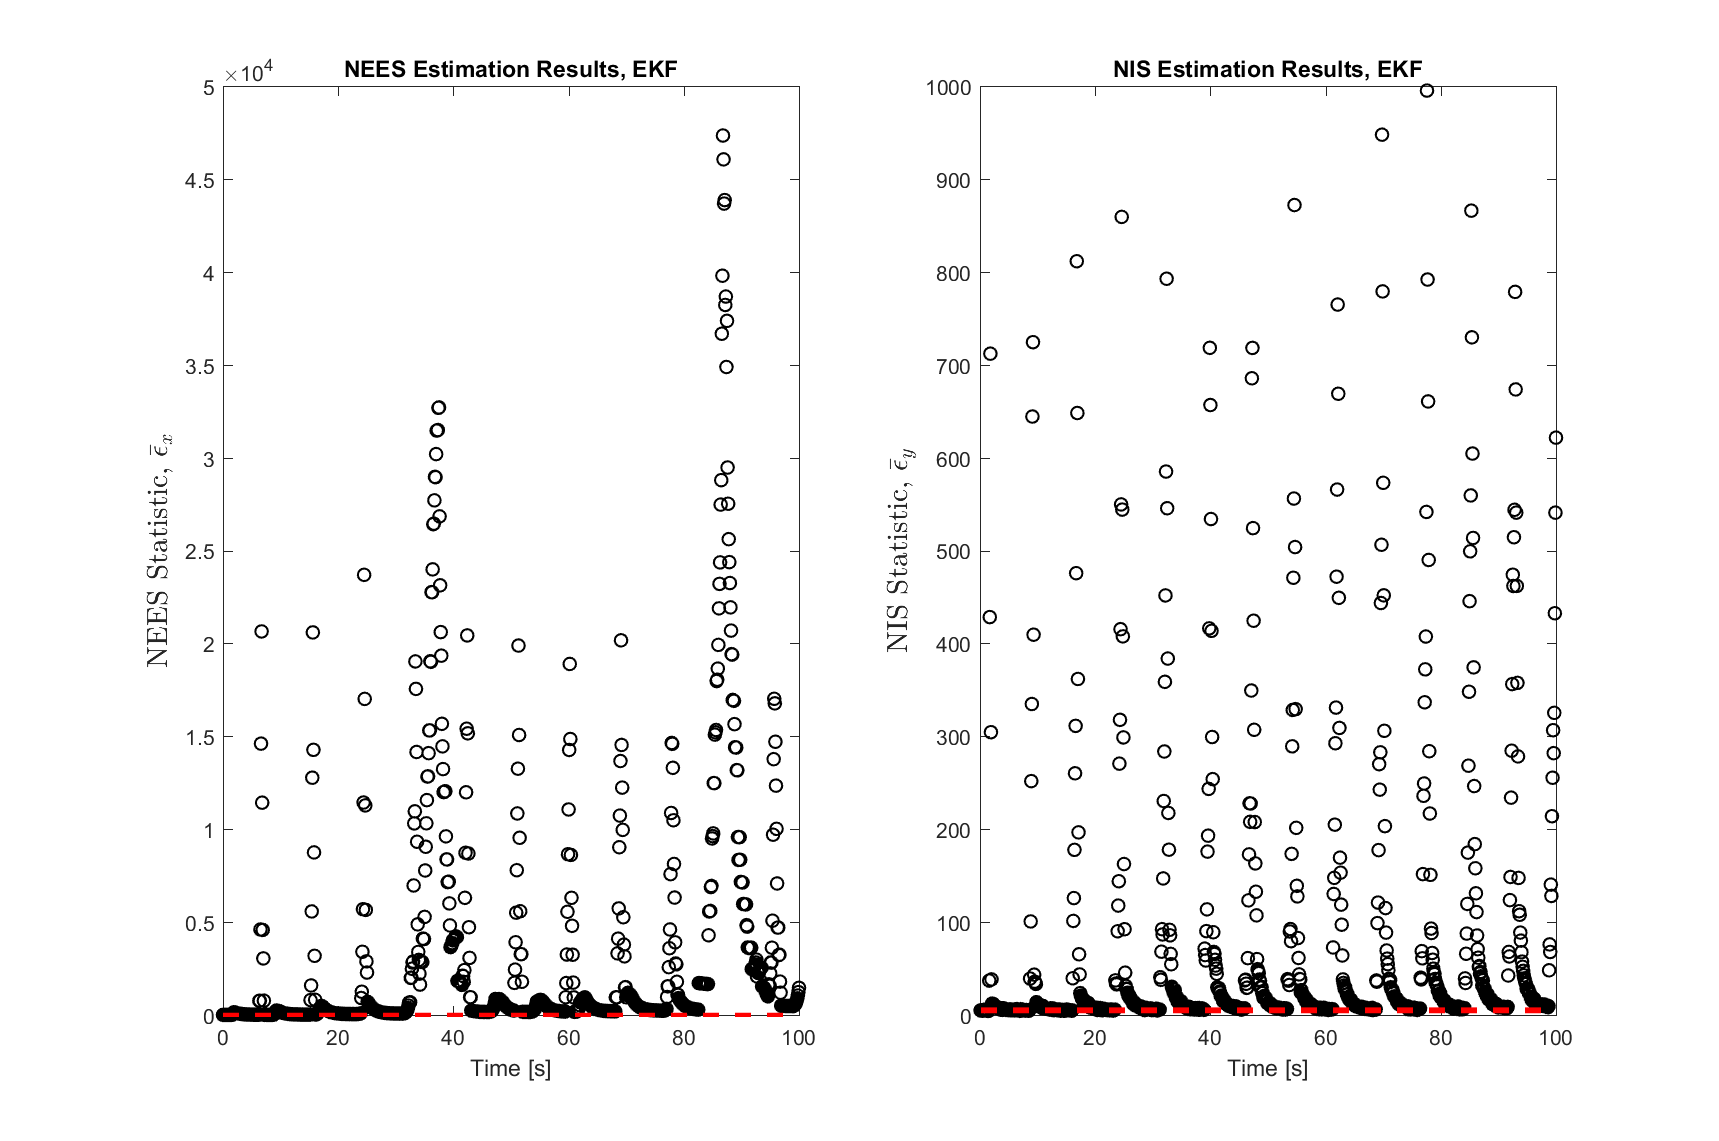 NEES Estimation Results, EKF
×10^4
NEES Statistic, ϵ̅_x
5
4.5
4
3.5
3
2.5
2
1.5
1
0.5
0
0 20 40 60 80 100
Time [s]
NIS Estimation Results, EKF
NIS Statistic, ϵ̅_y
1000
900
800
700
600
500
400
300
200
100
0
0 20 40 60 80 100
Time [s]